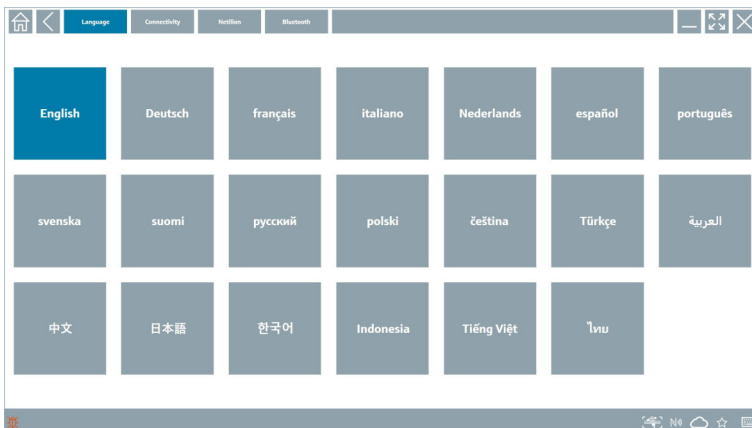 Language Connectivity Netilion Bluetooth
English Deutsch français italiano Nederlands español português
svenska suomi русский polski čeština Türkçe العربية
中文 日本語 한국어 Indonesia Tiếng Việt ไทย